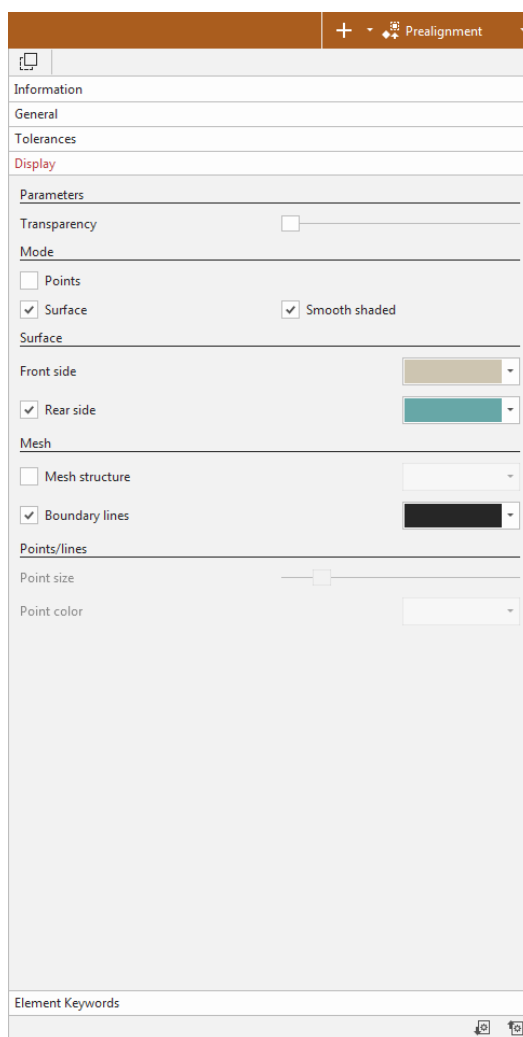 Prealignment
Information
General
Tolerances
Display
Parameters
Transparency
Mode
Points
Surface Smooth shaded
Surface
Front side
Rear side
Mesh
Mesh structure
Boundary lines
Points/lines
Point size
Point color
Element Keywords